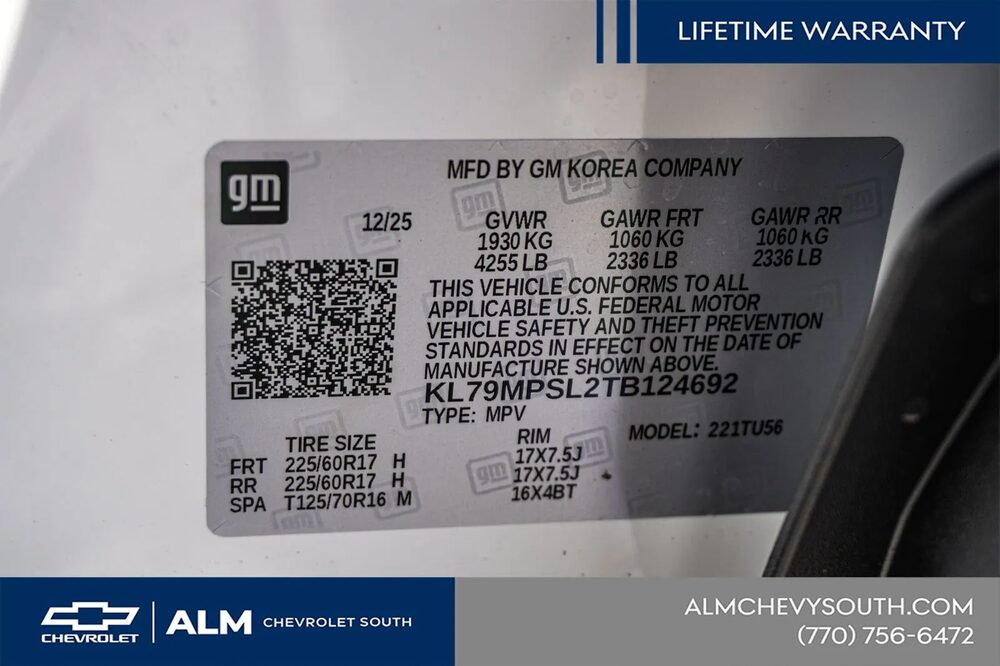 LIFETIME WARRANTY
gm
MFD BY GM KOREA COMPANY
12/25
GVWR GAWR FRT GAWR RR
1930 KG 1060 KG 1060 KG
4255 LB 2336 LB 2336 LB
THIS VEHICLE CONFORMS TO ALL
APPLICABLE U.S. FEDERAL MOTOR
VEHICLE SAFETY AND THEFT PREVENTION
STANDARDS IN EFFECT ON THE DATE OF
MANUFACTURE SHOWN ABOVE.
KL79MPSL2TB124692
TYPE: MPV
MODEL: 221TU56
TIRE SIZE RIM
FRT 225/60R17 H 17X7.5J
RR 225/60R17 H 17X7.5J
SPA T125/70R16 M 16X4BT
CHEVROLET
ALM CHEVROLET SOUTH
ALMCHEVYSOUTH.COM
(770) 756-6472